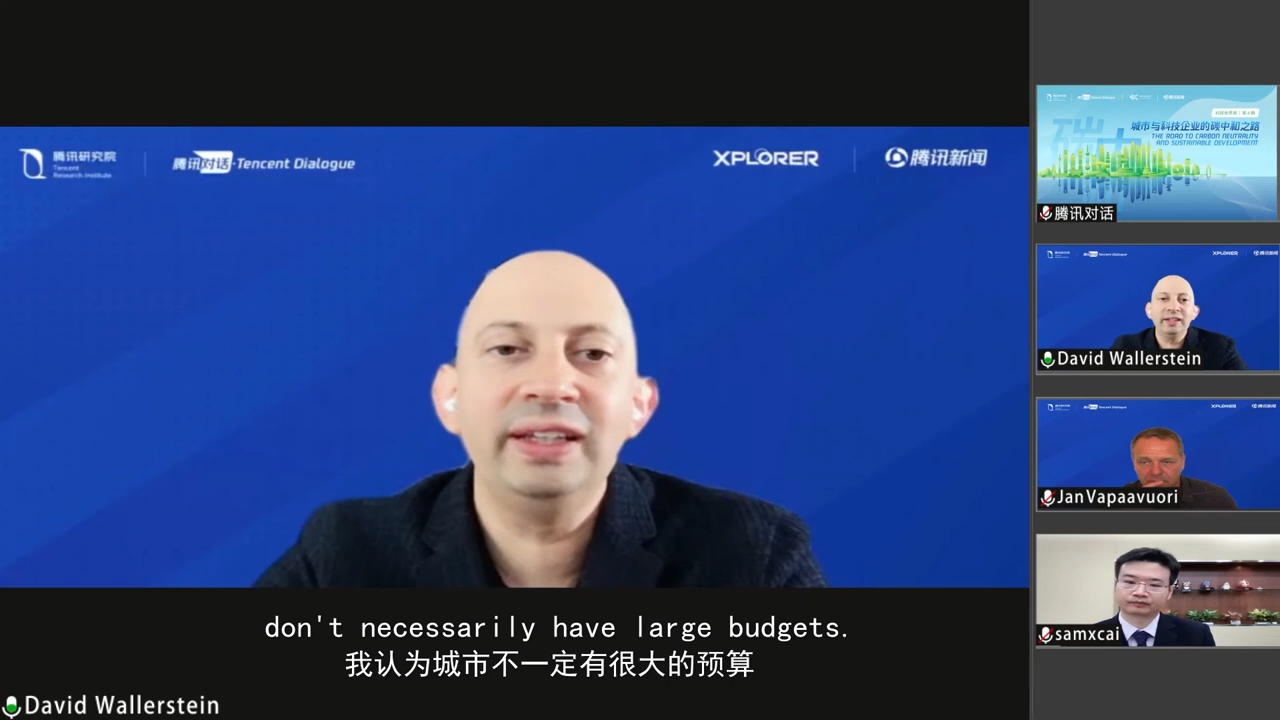 腾讯研究院
Tencent
Research Institute
腾讯对话·Tencent Dialogue
XPLORER
腾讯新闻
don't necessarily have large budgets.
我认为城市不一定有很大的预算
David Wallerstein
城市与科技企业的碳中和之路
THE ROAD TO CARBON NEUTRALITY
AND SUSTAINABLE DEVELOPMENT
腾讯对话
XPLORER
David Wallerstein
XPLORER
JanVapaavuori
samxcai